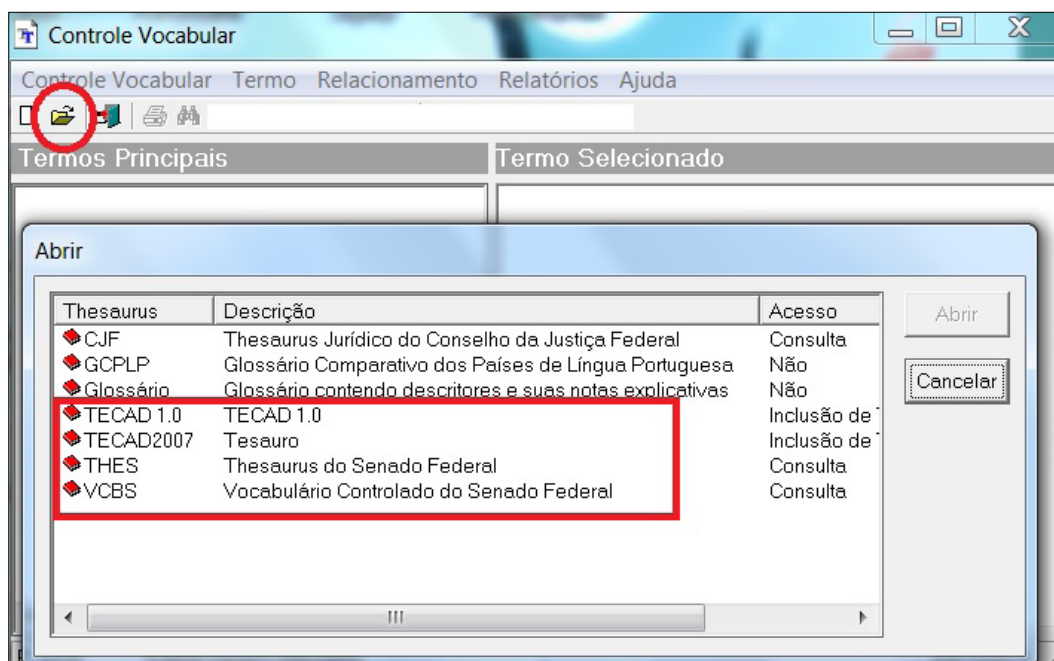 Controle Vocabular
Controle Vocabular Termo Relacionamento Relatórios Ajuda
Termos Principais Termo Selecionado
Abrir
Thesaurus Descrição Acesso Abrir
CJF Thesaurus Jurídico do Conselho da Justiça Federal Consulta
GCPLP Glossário Comparativo dos Países de Língua Portuguesa Não
Glossário Glossário contendo descritores e suas notas explicativas Não Cancelar
TECAD 1.0 TECAD 1.0 Inclusão de
TECAD2007 Tesauro Inclusão de
THES Thesaurus do Senado Federal Consulta
VCBS Vocabulário Controlado do Senado Federal Consulta